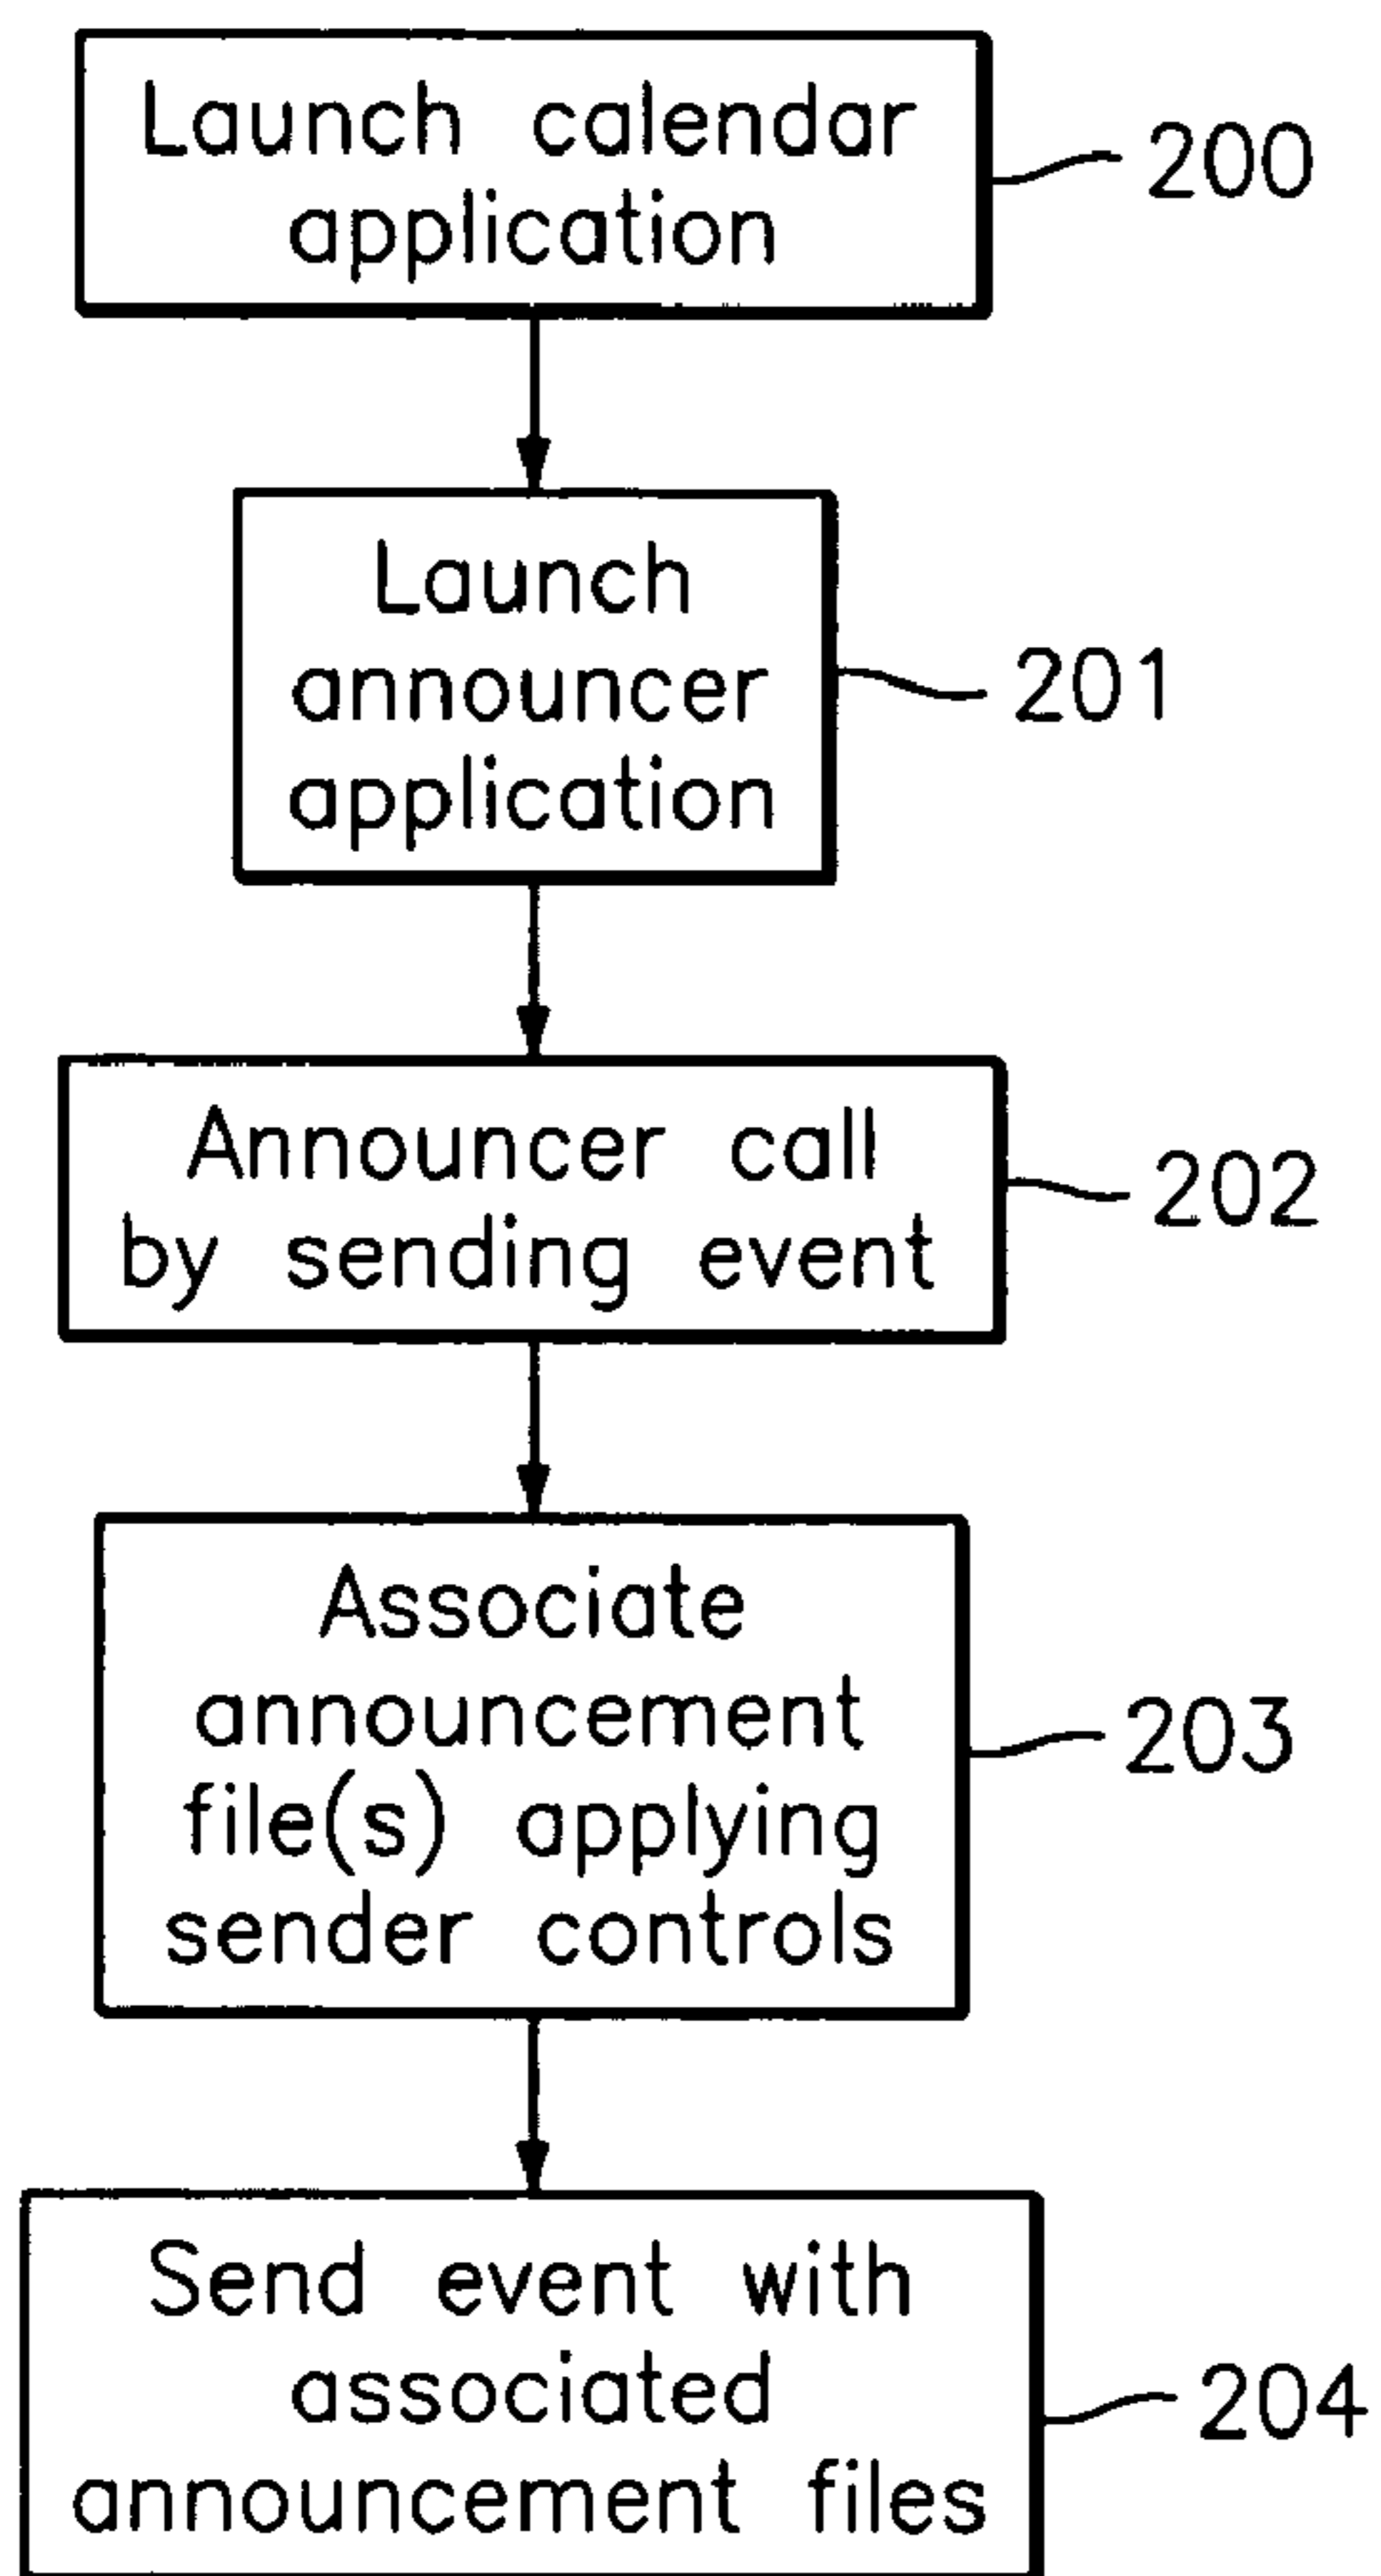 Launch calendar
application
200
Launch
announcer
application
201
Announcer call
by sending event
202
Associate
announcement
file(s) applying
sender controls
203
Send event with
associated
announcement files
204